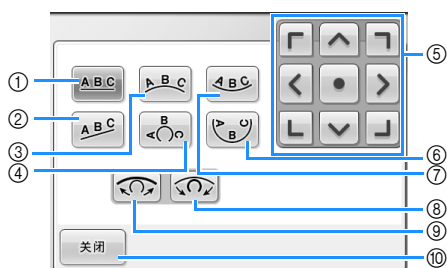 ① ABC ABC ABC ⑤
② ABC ABC ABC
③
④
⑥
⑦
⑧
⑨
关闭
⑩